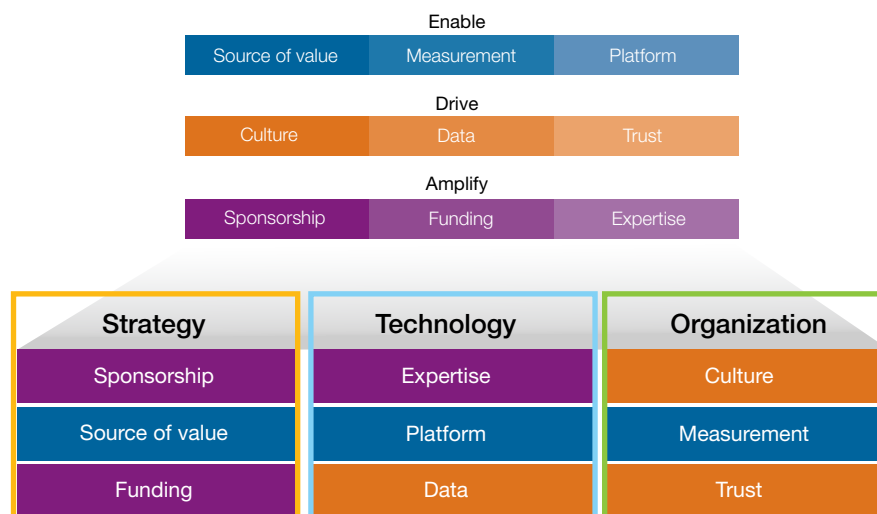 Enable
Source of value Measurement Platform
Drive
Culture Data Trust
Amplify
Sponsorship Funding Expertise
Strategy Technology Organization
Sponsorship Expertise Culture
Source of value Platform Measurement
Funding Data Trust